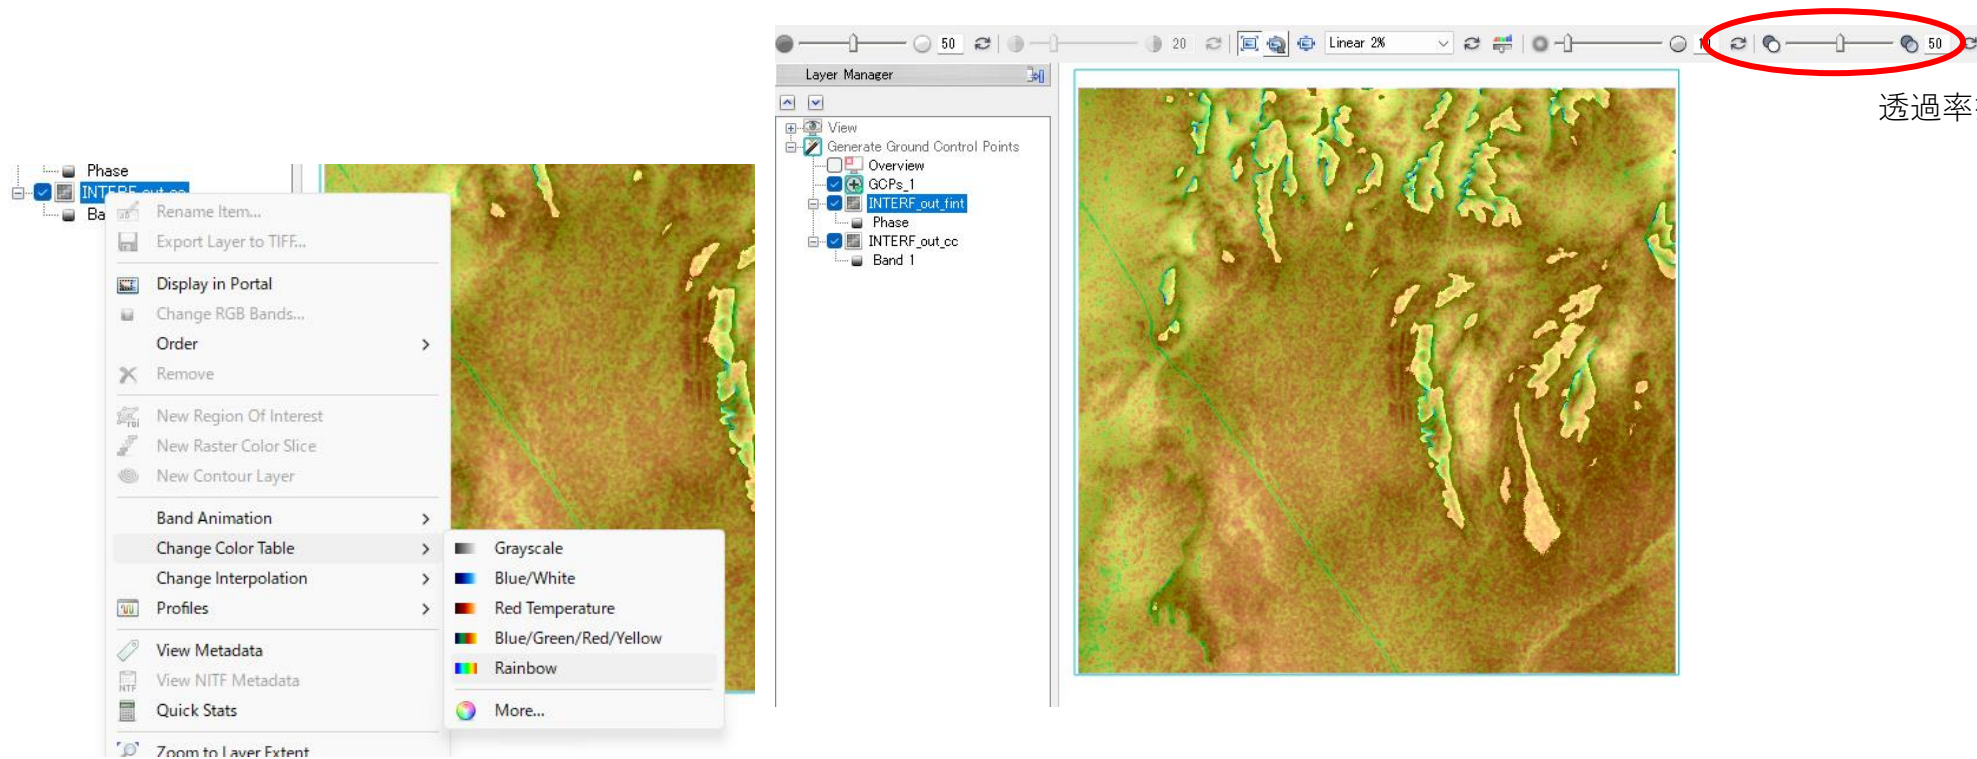 Phase
INTERF_out_cc
Ba
Rename Item...
Export Layer to TIFF...
Display in Portal
Change RGB Bands...
Order
Remove
New Region Of Interest
New Raster Color Slice
New Contour Layer
Band Animation
Change Color Table
Change Interpolation
Profiles
View Metadata
View NITF Metadata
Quick Stats
Zoom to Layer Extent
Grayscale
Blue/White
Red Temperature
Blue/Green/Red/Yellow
Rainbow
More...
50 20 Linear 2% 10 50
Layer Manager
View
Generate Ground Control Points
Overview
GCPs_1
INTERF_out_fint
Phase
INTERF_out_cc
Band 1
透過率